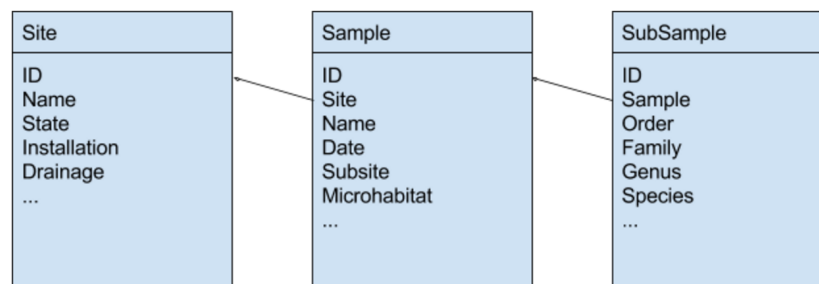 Site
ID
Name
State
Installation
Drainage
...
Sample
ID
Site
Name
Date
Subsite
Microhabitat
...
SubSample
ID
Sample
Order
Family
Genus
Species
...